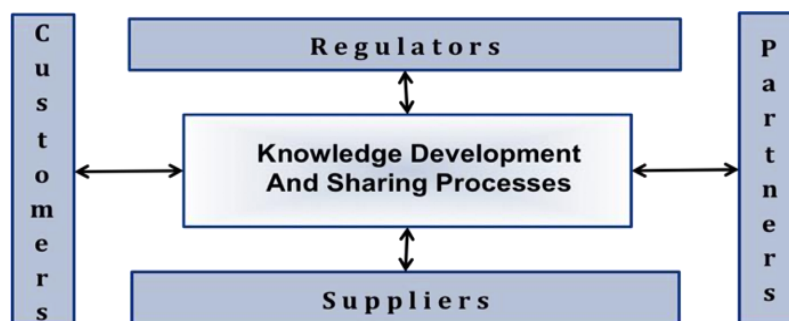 Customers
Regulators
Partners
Knowledge Development
And Sharing Processes
Suppliers